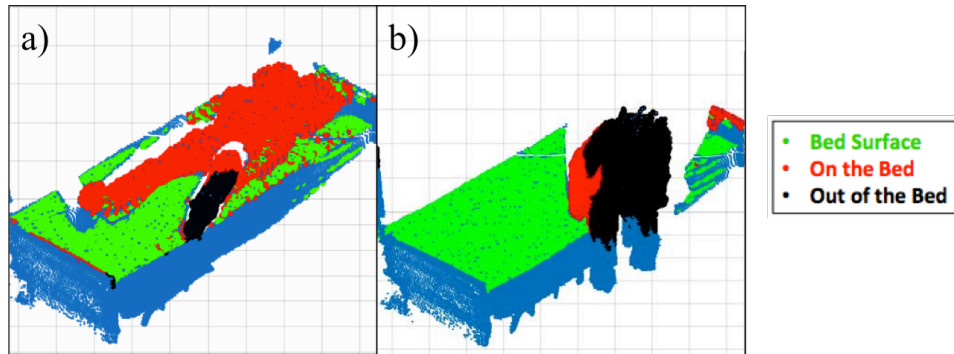 a)
b)
• Bed Surface
• On the Bed
• Out of the Bed